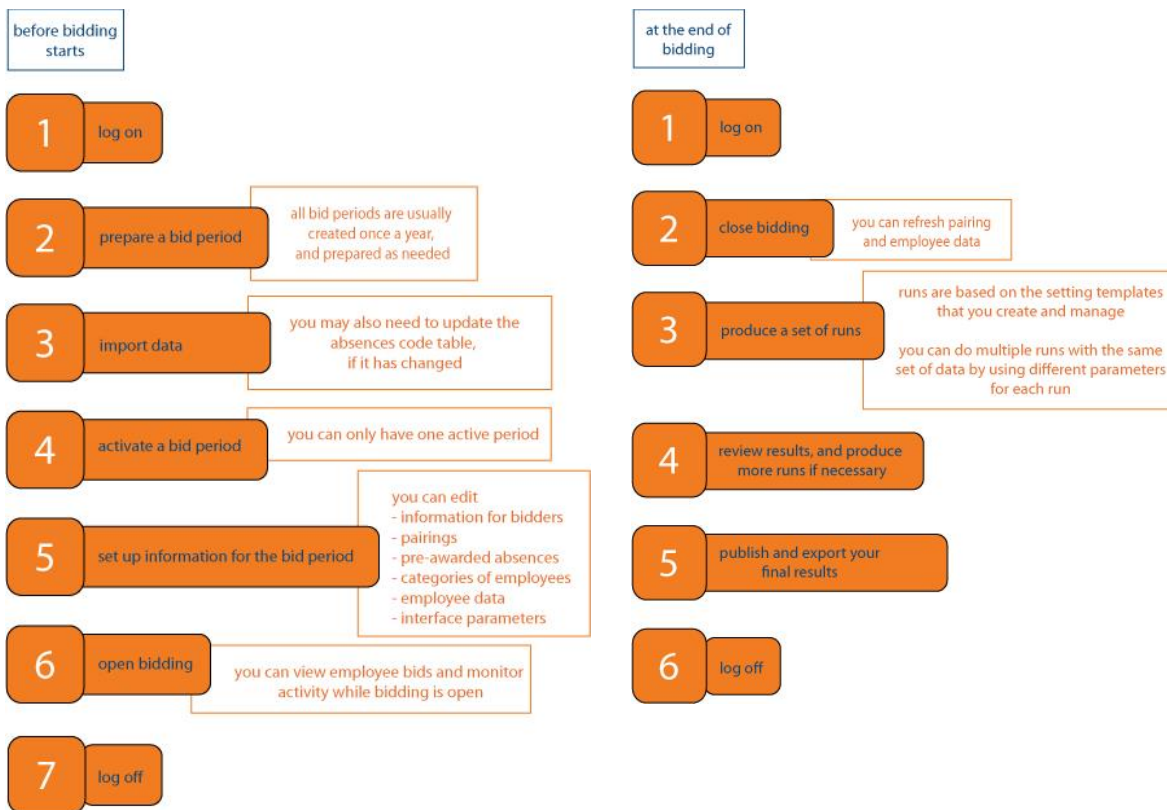 before bidding
starts
1
log on
2
prepare a bid period
all bid periods are usually
created once a year,
and prepared as needed
3
import data
you may also need to update the
absences code table,
if it has changed
4
activate a bid period
you can only have one active period
5
set up information for the bid period
you can edit
- information for bidders
- pairings
- pre-awarded absences
- categories of employees
- employee data
- interface parameters
6
open bidding
you can view employee bids and monitor
activity while bidding is open
7
log off
at the end of
bidding
1
log on
2
close bidding
you can refresh pairing
and employee data
3
produce a set of runs
runs are based on the setting templates
that you create and manage
you can do multiple runs with the same
set of data by using different parameters
for each run
4
review results, and produce
more runs if necessary
5
publish and export your
final results
6
log off